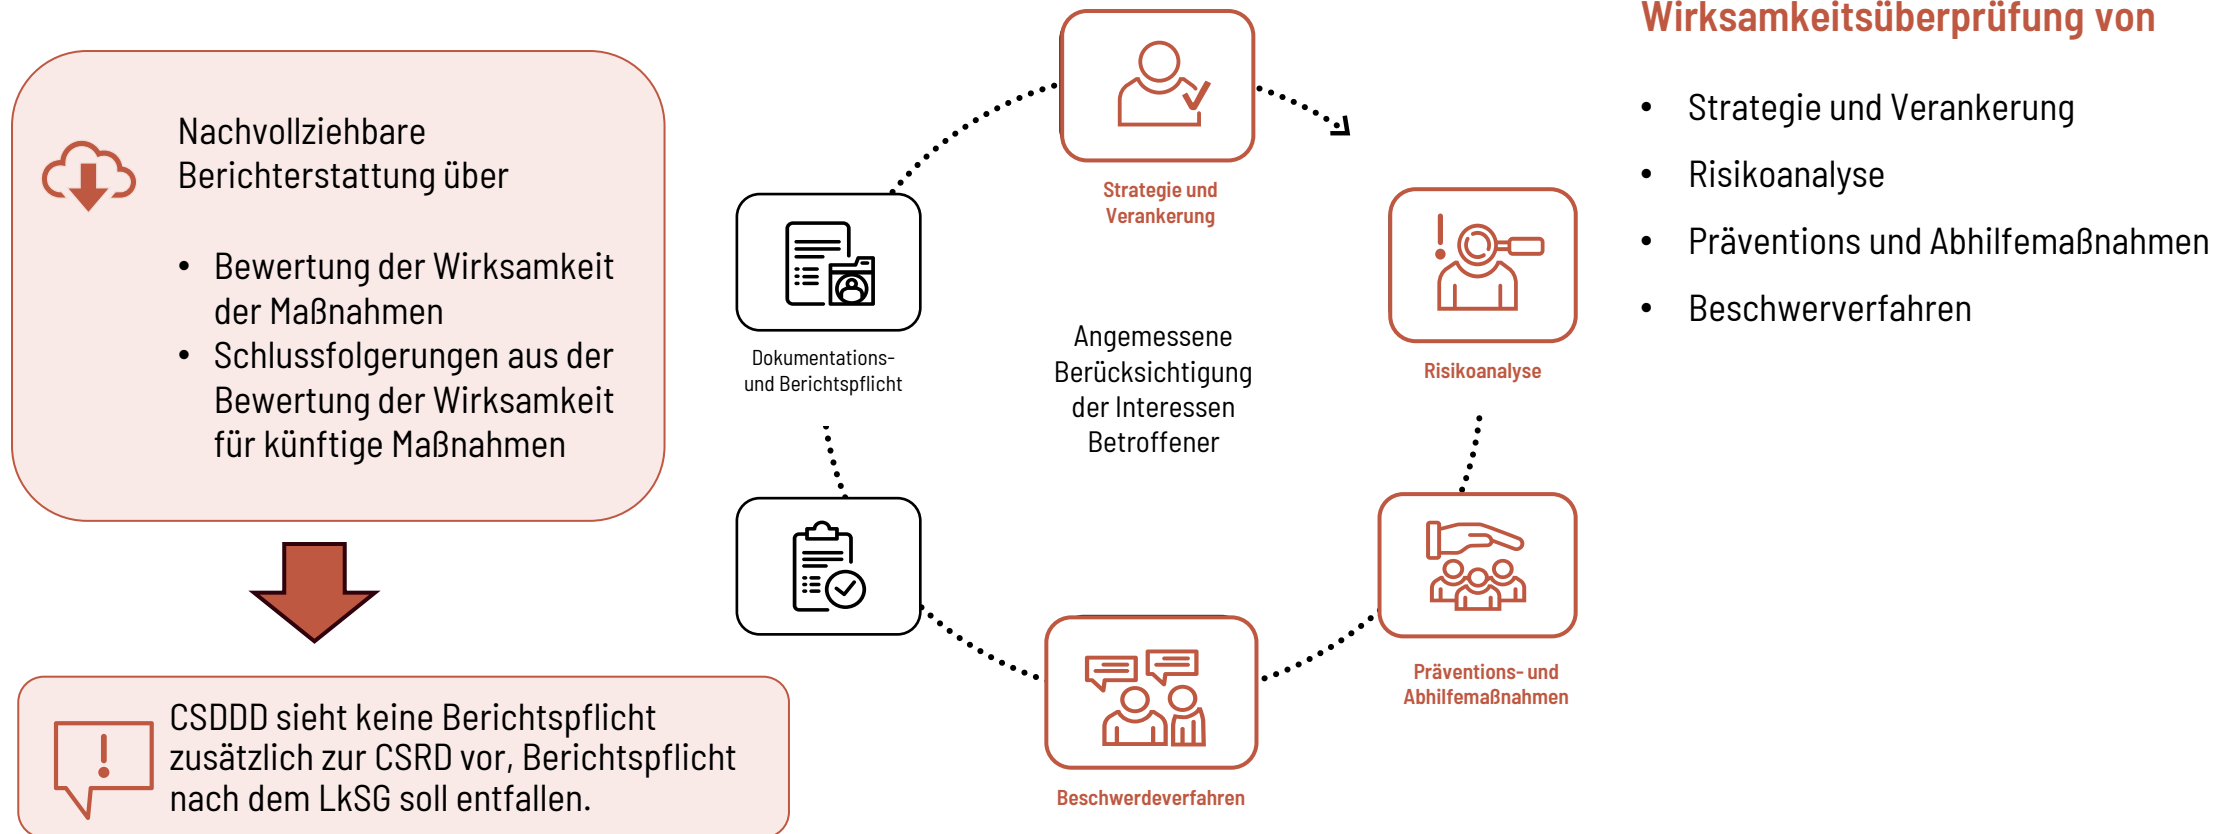 Nachvollziehbare
Berichterstattung über
• Bewertung der Wirksamkeit
der Maßnahmen
• Schlussfolgerungen aus der
Bewertung der Wirksamkeit
für künftige Maßnahmen
CSDDD sieht keine Berichtspflicht
zusätzlich zur CSRD vor, Berichtspflicht
nach dem LkSG soll entfallen.
Strategie und
Verankerung
Dokumentations-
und Berichtspflicht
Angemessene
Berücksichtigung
der Interessen
Betroffener
Risikoanalyse
Präventions- und
Abhilfemaßnahmen
Beschwerdeverfahren
Wirksamkeitsüberprüfung von
• Strategie und Verankerung
• Risikoanalyse
• Präventions und Abhilfemaßnahmen
• Beschwerverfahren